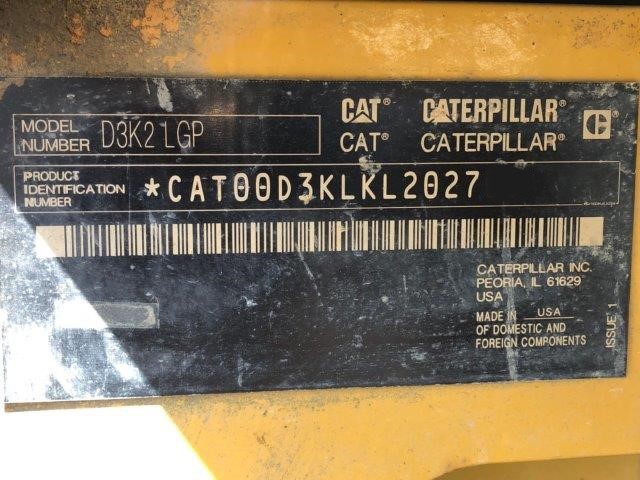 CAT® CATERPILLAR®
CAT® CATERPILLAR®
C
MODEL
NUMBER
D3K2 LGP
PRODUCT
IDENTIFICATION
NUMBER
*CAT00D3KLKL2027
CATERPILLAR INC.
PEORIA, IL 61629
USA
MADE IN USA
OF DOMESTIC AND
FOREIGN COMPONENTS
ISSUE 1